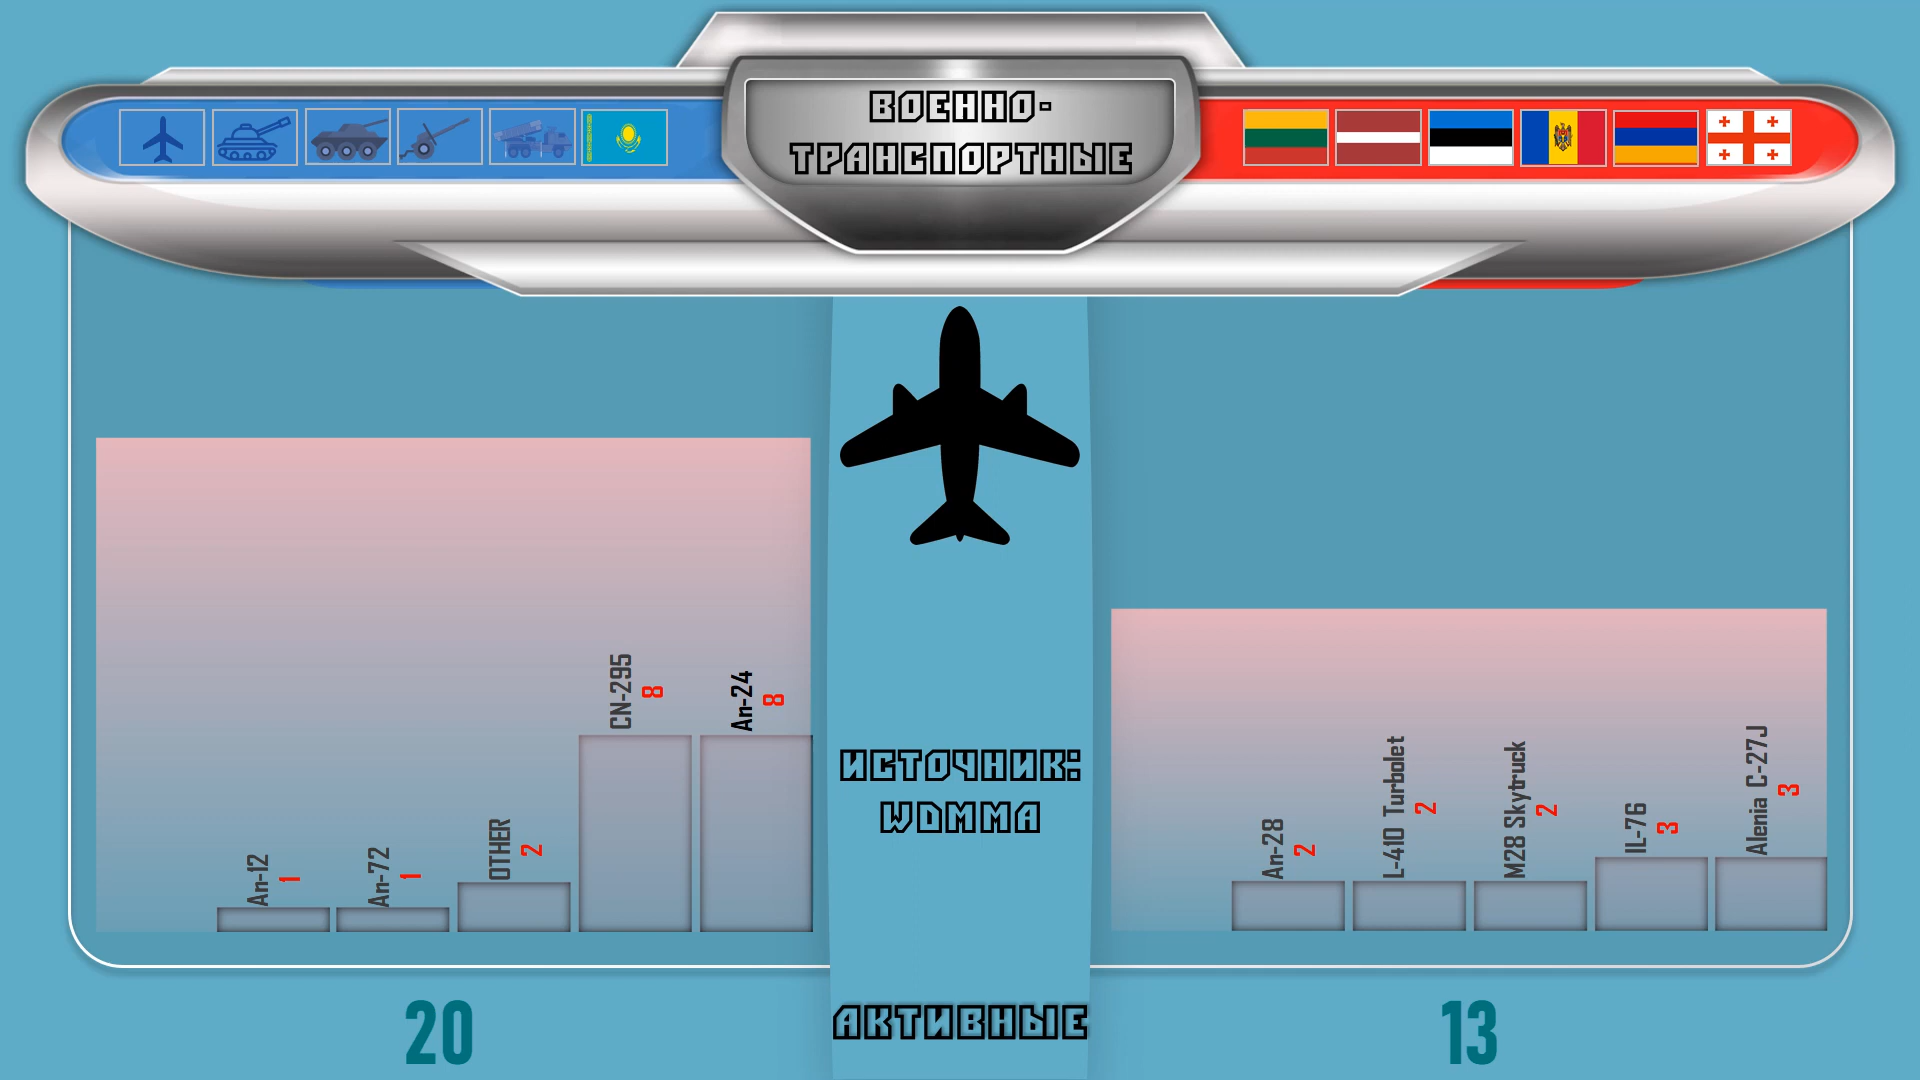 ВОЕННО-
ТРАНСПОРТНЫЕ
An-12
1
An-72
1
OTHER
2
CN-295
8
An-24
8
ИСТОЧНИК:
WDMMA
An-28
2
L-410 Turbolet
2
M28 Skytruck
2
IL-76
3
Alenia C-27J
3
20
АКТИВНЫЕ
13